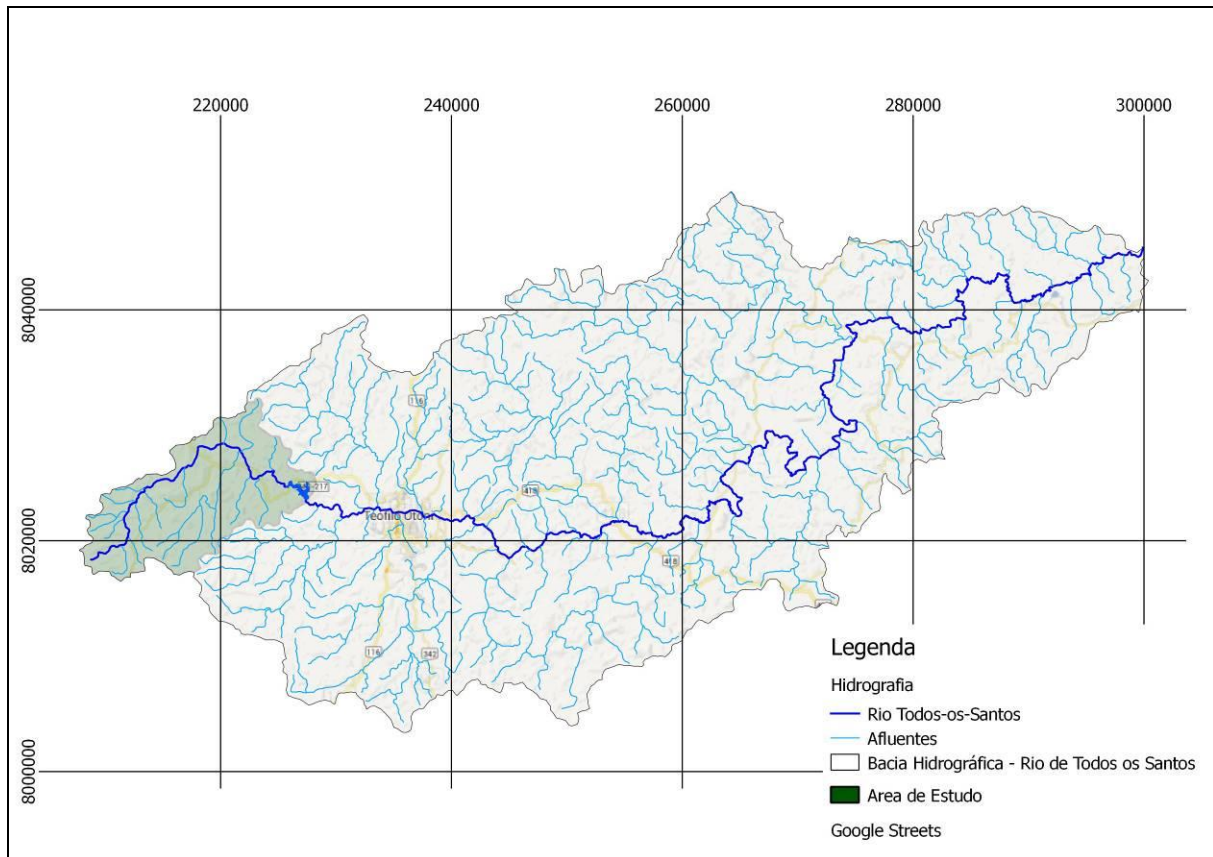 220000 240000 260000 280000 300000
8040000
116
418
Teófilo Otoni
8020000
418
116
342
8000000
Legenda
Hidrografia
Rio Todos-os-Santos
Afluentes
Bacia Hidrográfica - Rio de Todos os Santos
Area de Estudo
Google Streets